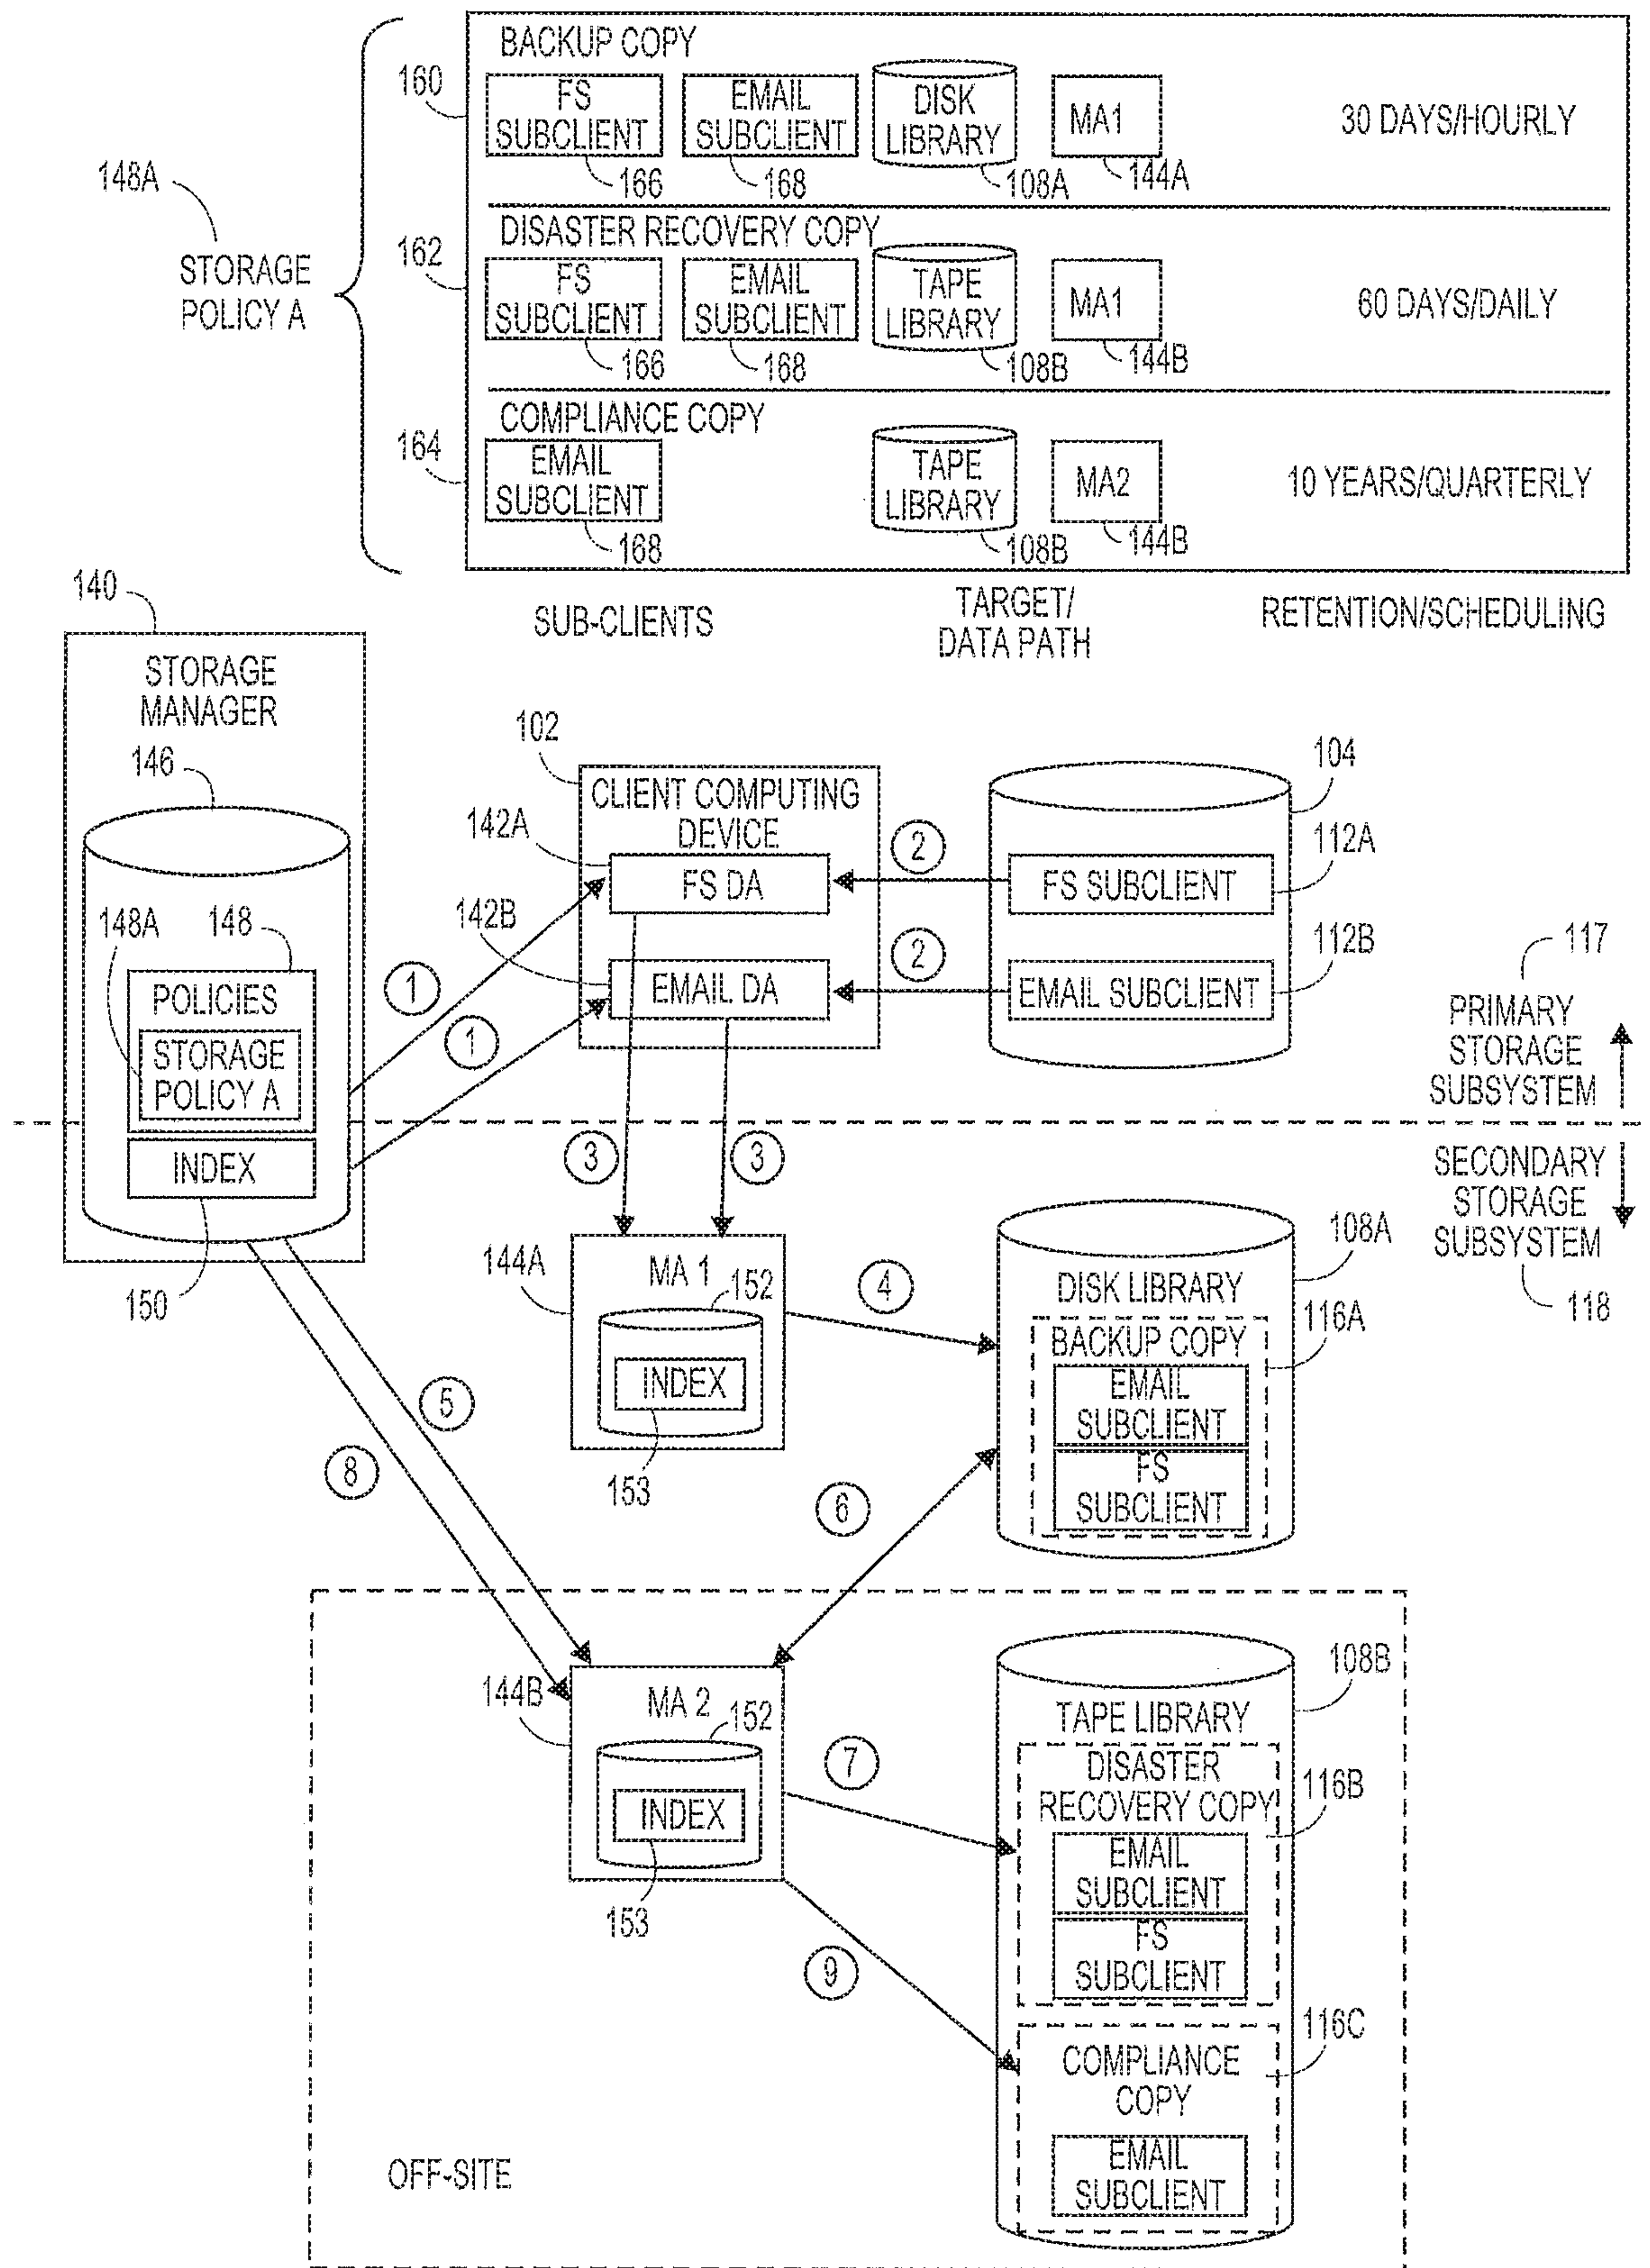 BACKUP COPY
160
FS
SUBCLIENT
166
EMAIL
SUBCLIENT
168
DISK
LIBRARY
108A
MA1
144A
30 DAYS/HOURLY
148A
STORAGE
POLICY A
DISASTER RECOVERY COPY
162
FS
SUBCLIENT
166
EMAIL
SUBCLIENT
168
TAPE
LIBRARY
108B
MA1
144B
60 DAYS/DAILY
COMPLIANCE COPY
164
EMAIL
SUBCLIENT
168
TAPE
LIBRARY
108B
MA2
144B
10 YEARS/QUARTERLY
SUB-CLIENTS
TARGET/
DATA PATH
RETENTION/SCHEDULING
140
STORAGE
MANAGER
146
148A
148
POLICIES
STORAGE
POLICY A
INDEX
150
102
CLIENT COMPUTING
DEVICE
142A
FS DA
142B
EMAIL DA
1
1
2
2
104
FS SUBCLIENT
112A
EMAIL SUBCLIENT
112B
117
PRIMARY
STORAGE
SUBSYSTEM
SECONDARY
STORAGE
SUBSYSTEM
118
3
3
144A
MA 1
152
INDEX
153
4
DISK LIBRARY
108A
BACKUP COPY
116A
EMAIL
SUBCLIENT
FS
SUBCLIENT
5
8
6
144B
MA 2
152
INDEX
153
7
9
TAPE LIBRARY
108B
DISASTER
RECOVERY COPY
116B
EMAIL
SUBCLIENT
FS
SUBCLIENT
116C
COMPLIANCE
COPY
EMAIL
SUBCLIENT
OFF-SITE